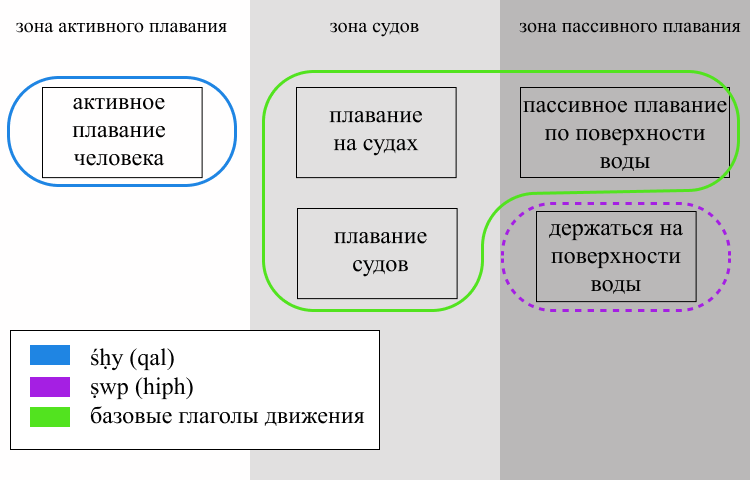 зона активного плавания
зона судов
зона пассивного плавания
активное
плавание
человека
плавание
на судах
пассивное плавание
по поверхности
воды
плавание
судов
держаться на
поверхности
воды
śḥy (qal)
ṣwp (hiph)
базовые глаголы движения